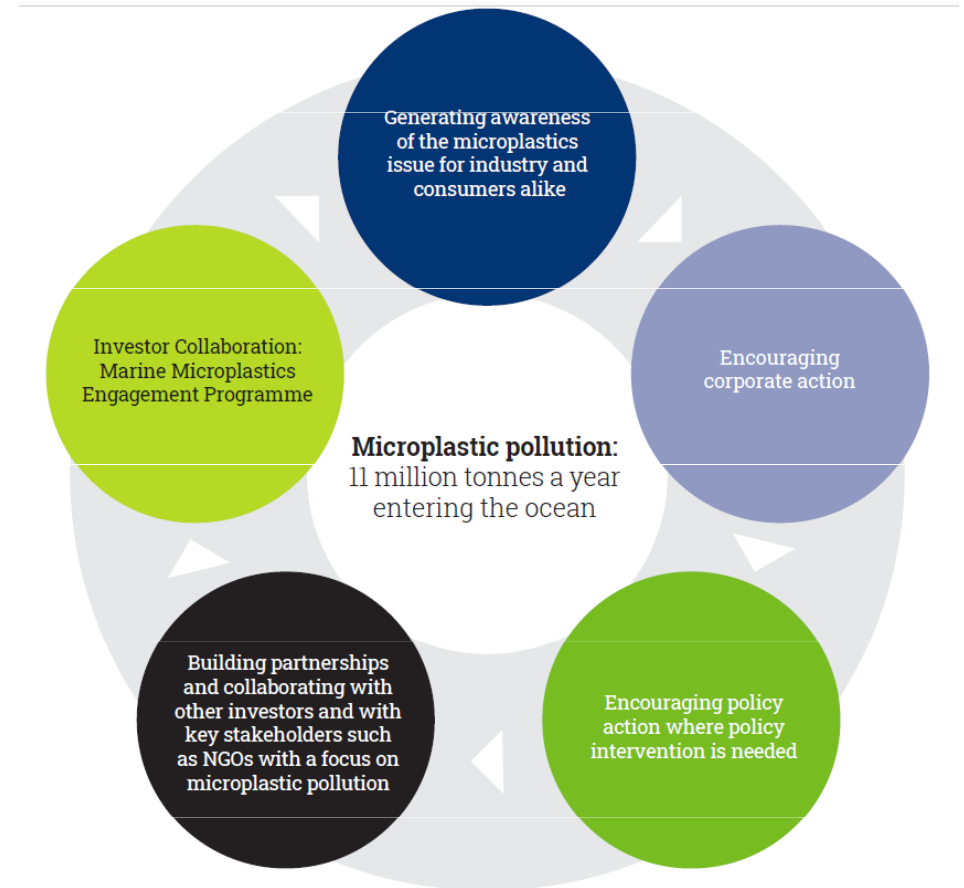 Generating awareness
of the microplastics
issue for industry and
consumers alike
Encouraging
corporate action
Encouraging policy
action where policy
intervention is needed
Building partnerships
and collaborating with
other investors and with
key stakeholders such
as NGOs with a focus on
microplastic pollution
Investor Collaboration:
Marine Microplastics
Engagement Programme
Microplastic pollution:
11 million tonnes a year
entering the ocean